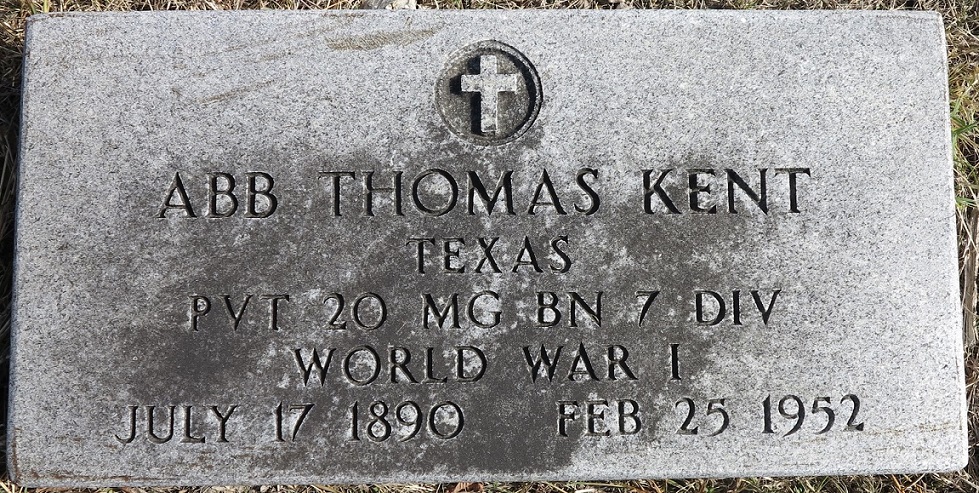 ABB THOMAS KENT
TEXAS
PVT 20 MG BN 7 DIV
WORLD WAR I
JULY 17 1890 FEB 25 1952